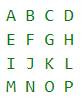 A B C D
E F G H
I J K L
M N O P